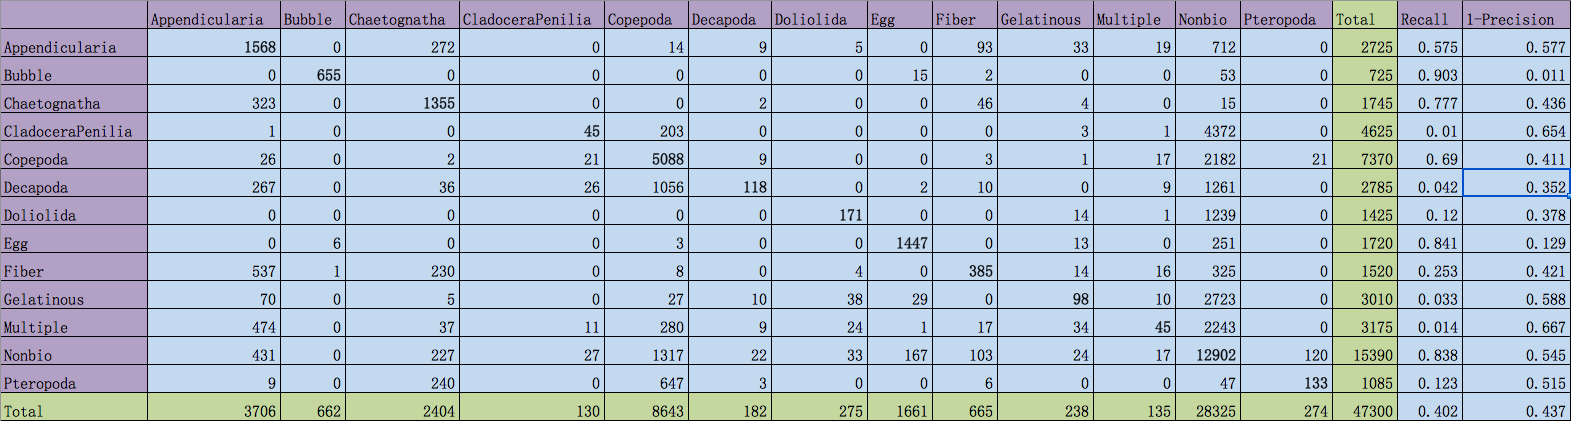 Appendicularia Bubble Chaetognatha CladoceraPenilia Copepoda Decapoda Doliolida Egg Fiber Gelatinous Multiple Nonbio Pteropoda Total Recall 1-Precision
Appendicularia 1568 0 272 0 14 9 5 0 93 33 19 712 0 2725 0.575 0.577
Bubble 0 655 0 0 0 0 0 15 2 0 0 53 0 725 0.903 0.011
Chaetognatha 323 0 1355 0 0 2 0 0 46 4 0 15 0 1745 0.777 0.436
CladoceraPenilia 1 0 0 45 203 0 0 0 0 3 1 4372 0 4625 0.01 0.654
Copepoda 26 0 2 21 5088 9 0 0 3 1 17 2182 21 7370 0.69 0.411
Decapoda 267 0 36 26 1056 118 0 2 10 0 9 1261 0 2785 0.042 0.352
Doliolida 0 0 0 0 0 0 171 0 0 14 1 1239 0 1425 0.12 0.378
Egg 0 6 0 0 3 0 0 1447 0 13 0 251 0 1720 0.841 0.129
Fiber 537 1 230 0 8 0 4 0 385 14 16 325 0 1520 0.253 0.421
Gelatinous 70 0 5 0 27 10 38 29 0 98 10 2723 0 3010 0.033 0.588
Multiple 474 0 37 11 280 9 24 1 17 34 45 2243 0 3175 0.014 0.667
Nonbio 431 0 227 27 1317 22 33 167 103 24 17 12902 120 15390 0.838 0.545
Pteropoda 9 0 240 0 647 3 0 0 6 0 0 47 133 1085 0.123 0.515
Total 3706 662 2404 130 8643 182 275 1661 665 238 135 28325 274 47300 0.402 0.437